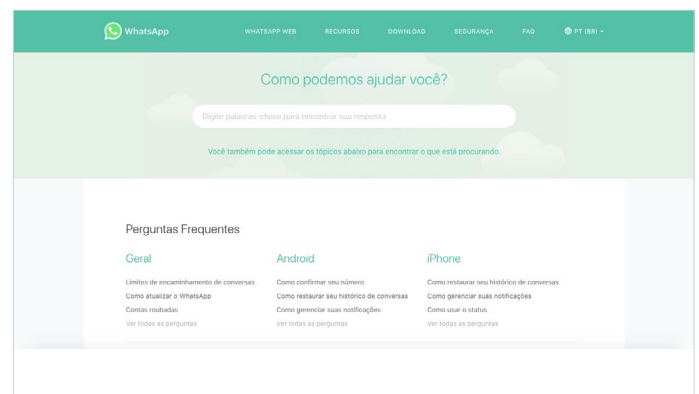 WhatsApp WHATSAPP WEB RECURSOS DOWNLOAD SEGURANÇA FAQ PT (BR)
Como podemos ajudar você?
Digite palavras-chave para encontrar sua resposta
Você também pode acessar os tópicos abaixo para encontrar o que está procurando.
Perguntas Frequentes
Geral
Limites de encaminhamento de conversas
Como atualizar o WhatsApp
Contas roubadas
Ver todas as perguntas
Android
Como confirmar seu número
Como restaurar seu histórico de conversas
Como gerenciar suas notificações
Ver todas as perguntas
iPhone
Como restaurar seu histórico de conversas
Como gerenciar suas notificações
Como usar o status
Ver todas as perguntas